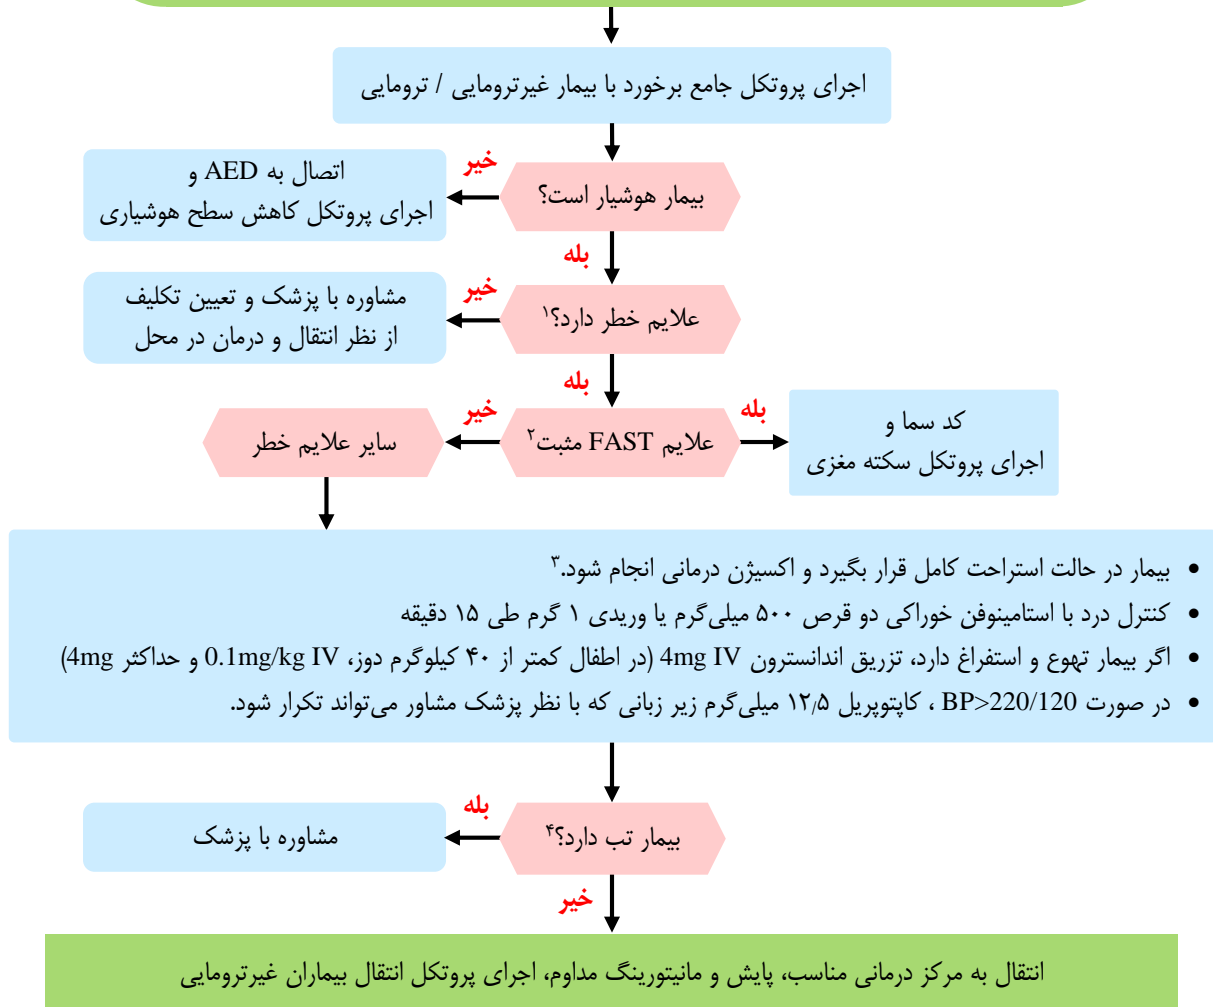 اجرای پروتکل جامع برخورد با بیمار غیرترومایی / ترومایی
بیمار هوشیار است؟
خیر
اتصال به AED و
اجرای پروتکل کاهش سطح هوشیاری
بله
علایم خطر دارد؟۱
خیر
مشاوره با پزشک و تعیین تکلیف
از نظر انتقال و درمان در محل
بله
علایم FAST مثبت۲
بله
کد سما و
اجرای پروتکل سکته مغزی
خیر
سایر علایم خطر
• بیمار در حالت استراحت کامل قرار بگیرد و اکسیژن درمانی انجام شود.۳
• کنترل درد با استامینوفن خوراکی دو قرص ۵۰۰ میلی‌گرم یا وریدی ۱ گرم طی ۱۵ دقیقه
• اگر بیمار تهوع و استفراغ دارد، تزریق اندانسترون 4mg IV (در اطفال کمتر از ۴۰ کیلوگرم دوز، 0.1mg/kg IV و حداکثر 4mg)
• در صورت BP>220/120 ، کاپتوپریل ۱۲٫۵ میلی‌گرم زیر زبانی که با نظر پزشک مشاور می‌تواند تکرار شود.
بیمار تب دارد؟۴
بله
مشاوره با پزشک
خیر
انتقال به مرکز درمانی مناسب، پایش و مانیتورینگ مداوم، اجرای پروتکل انتقال بیماران غیرترومایی